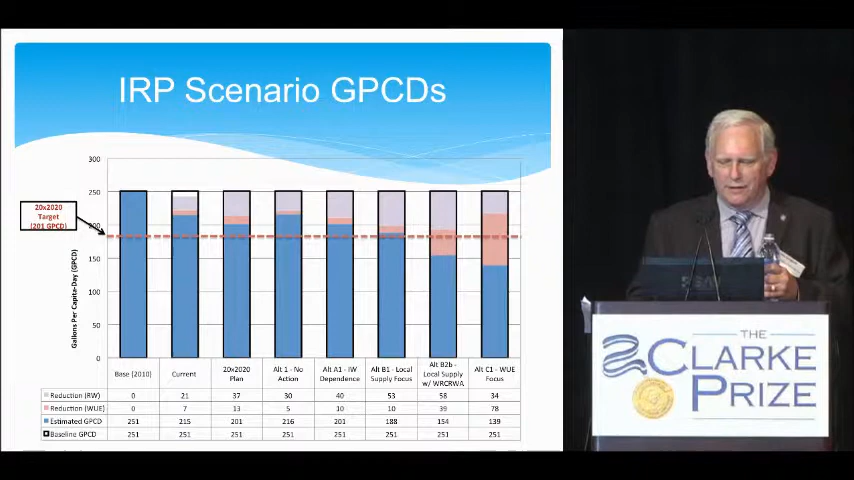 IRP Scenario GPCDs
20x2020
Target
(201 GPCD)
Gallons Per Capita-Day (GPCD)
300
250
200
150
100
50
0
Base (2010) Current 20x2020 Plan Alt 1 - No Action Alt A1 - IW Dependence Alt B1 - Local Supply Focus Alt B2b - Local Supply w/ WRCRWA Alt C1 - WUE Focus
Reduction (RW) 0 21 37 30 40 53 58 34
Reduction (WUE) 0 7 13 5 10 10 39 78
Estimated GPCD 251 215 201 216 201 188 154 139
Baseline GPCD 251 251 251 251 251 251 251 251
THE
CLARKE
PRIZE